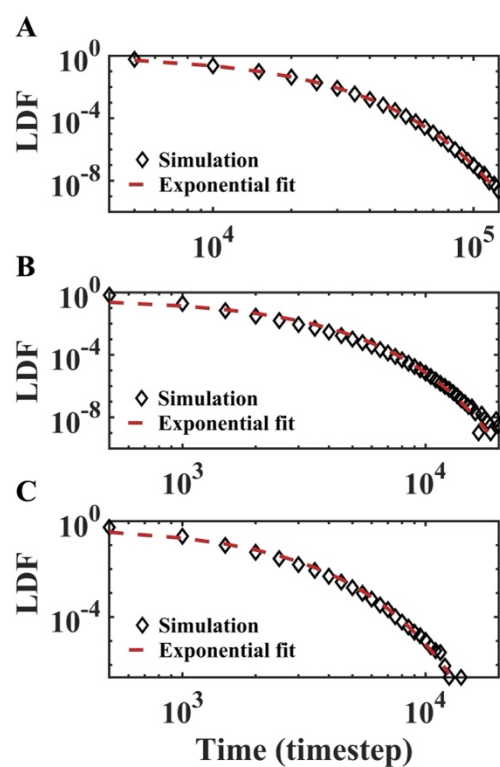 A
LDF
10^0
10^-4
10^-8
Simulation
Exponential fit
10^4
10^5
B
LDF
10^0
10^-4
10^-8
Simulation
Exponential fit
10^3
10^4
C
LDF
10^0
10^-4
Simulation
Exponential fit
10^3
10^4
Time (timestep)